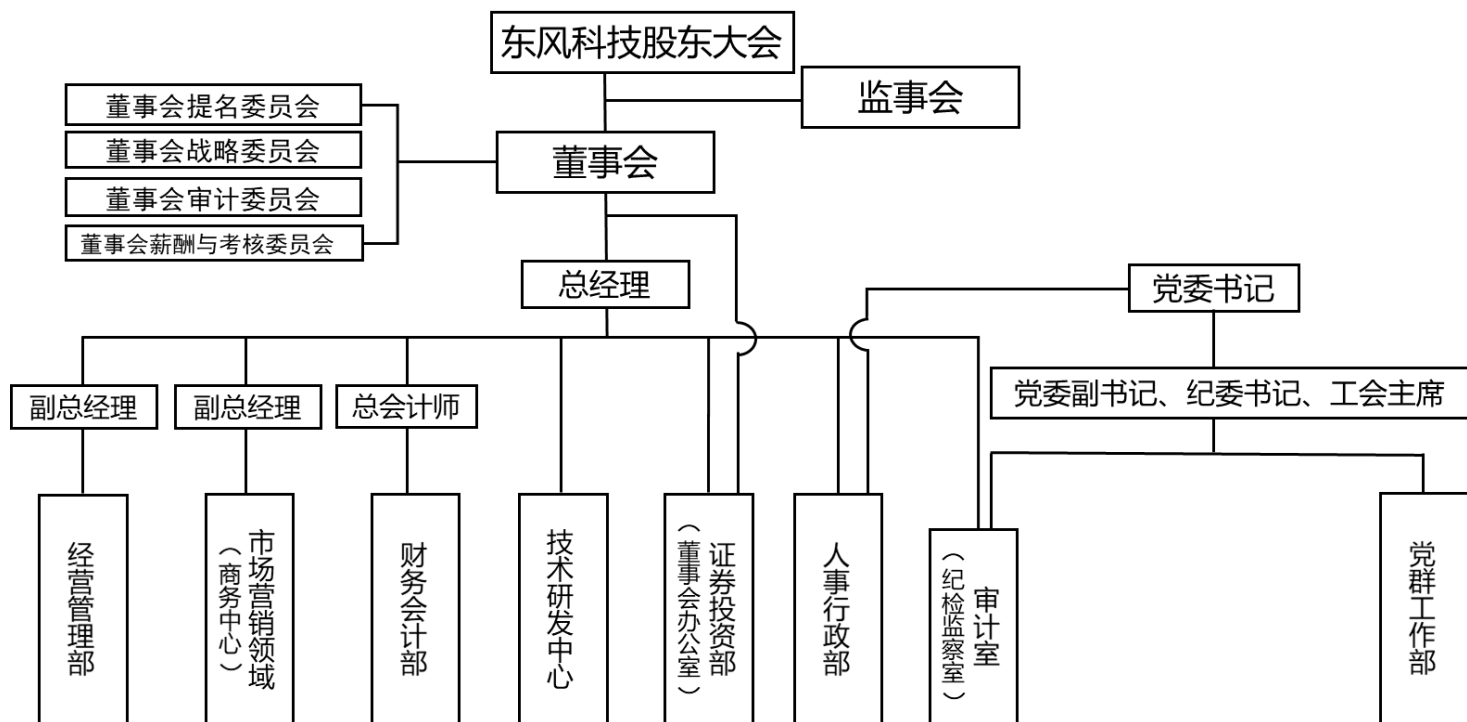 东风科技股东大会
监事会
董事会提名委员会
董事会战略委员会
董事会审计委员会
董事会薪酬与考核委员会
董事会
总经理
党委书记
副总经理
副总经理
总会计师
党委副书记、纪委书记、工会主席
经营管理部
市场营销领域
（商务中心）
财务会计部
技术研发中心
证券投资部
（董事会办公室）
人事行政部
审计室
（纪检监察室）
党群工作部